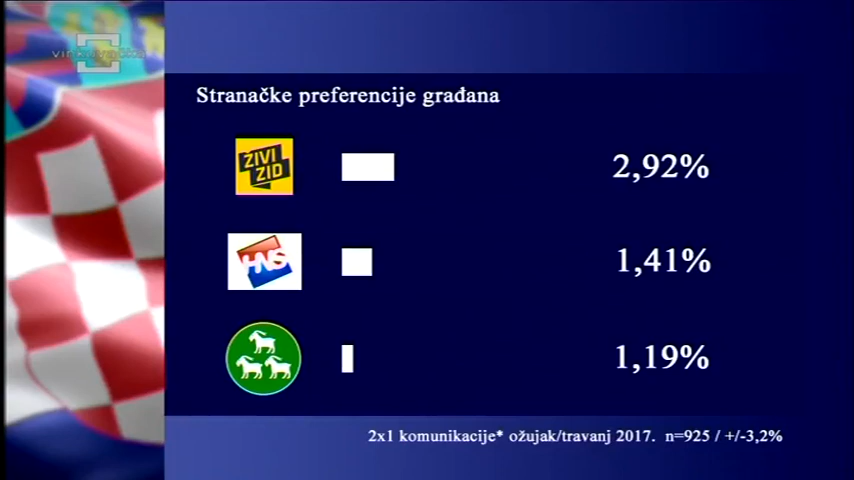 Stranačke preferencije građana
ŽIVI
ZID
2,92%
HNS
1,41%
1,19%
2x1 komunikacije* ožujak/travanj 2017. n=925 / +/-3,2%